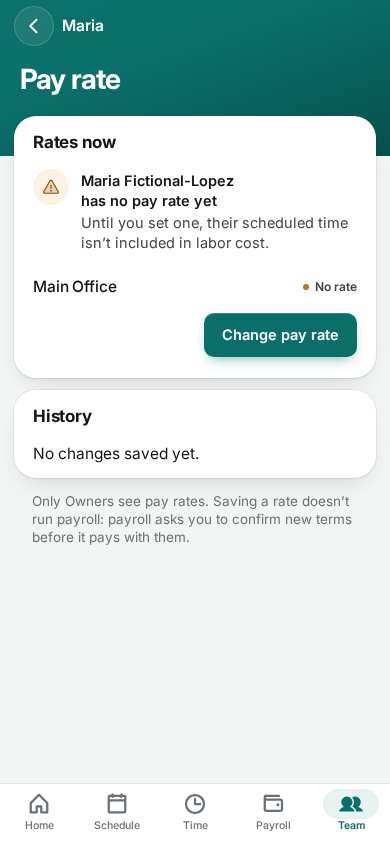 Maria
Pay rate
Rates now
Maria Fictional-Lopez
has no pay rate yet
Until you set one, their scheduled time
isn’t included in labor cost.
Main Office
No rate
Change pay rate
History
No changes saved yet.
Only Owners see pay rates. Saving a rate doesn’t
run payroll: payroll asks you to confirm new terms
before it pays with them.
Home
Schedule
Time
Payroll
Team